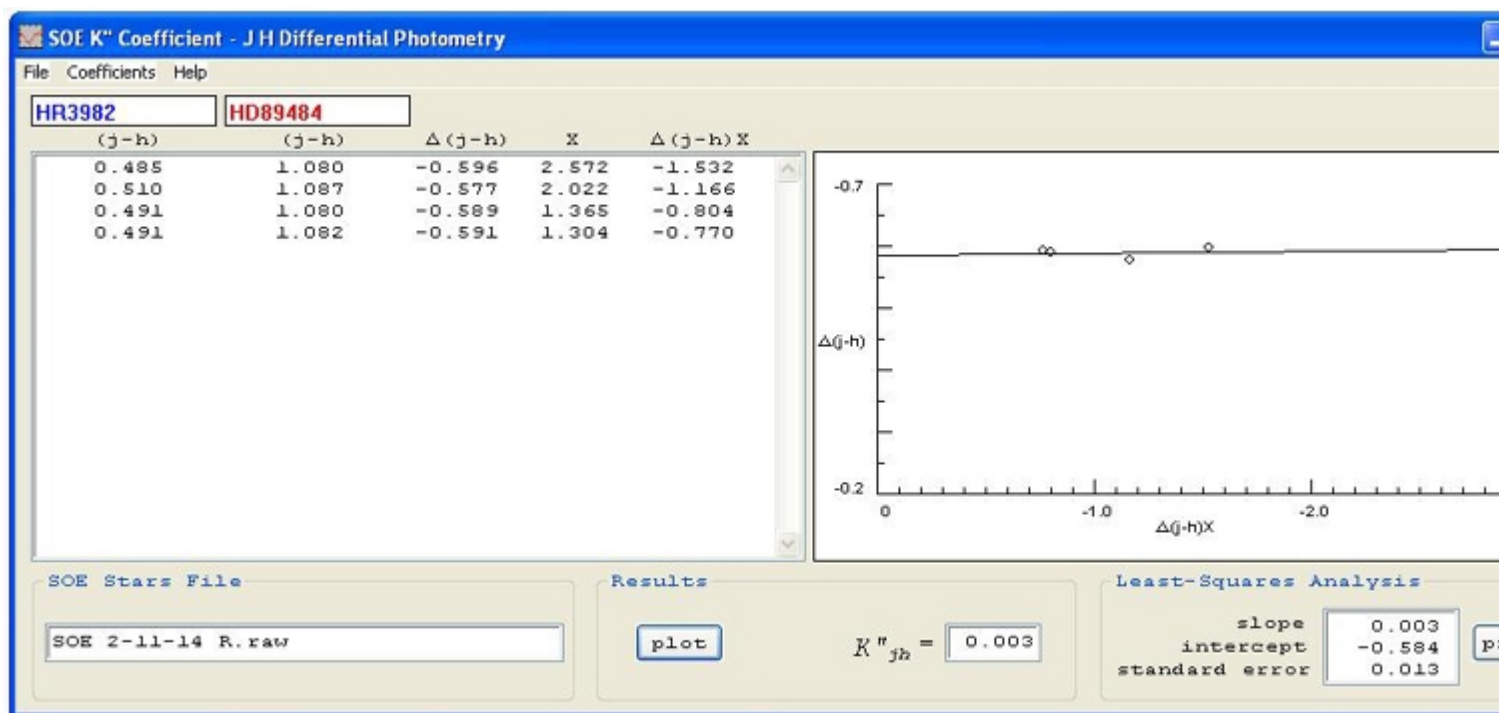 SOE K" Coefficient - J H Differential Photometry
File Coefficients Help
HR3982 HD89484
(j-h) (j-h) Δ(j-h) X Δ(j-h)X
0.485 1.080 -0.596 2.572 -1.532
0.510 1.087 -0.577 2.022 -1.166
0.491 1.080 -0.589 1.365 -0.804
0.491 1.082 -0.591 1.304 -0.770
-0.7
Δ(j-h)
-0.2
0 -1.0 -2.0
Δ(j-h)X
SOE Stars File
SOE 2-11-14 R.raw
Results
plot K"jh = 0.003
Least-Squares Analysis
slope 0.003
intercept -0.584
standard error 0.013